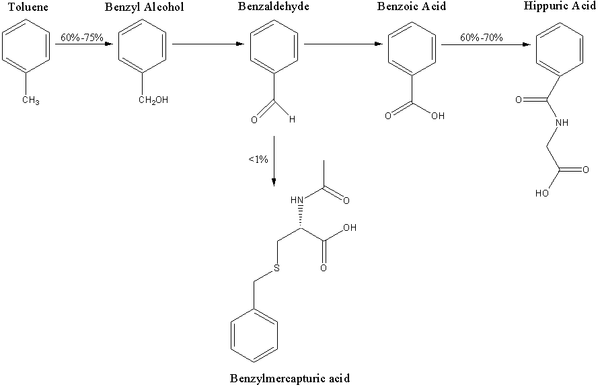 Toluene
Benzyl Alcohol
Benzaldehyde
Benzoic Acid
Hippuric Acid
60%-75%
60%-70%
CH3
CH2OH
O
H
O
OH
O
NH
O
HO
<1%
HN
O
OH
O
S
Benzylmercapturic acid